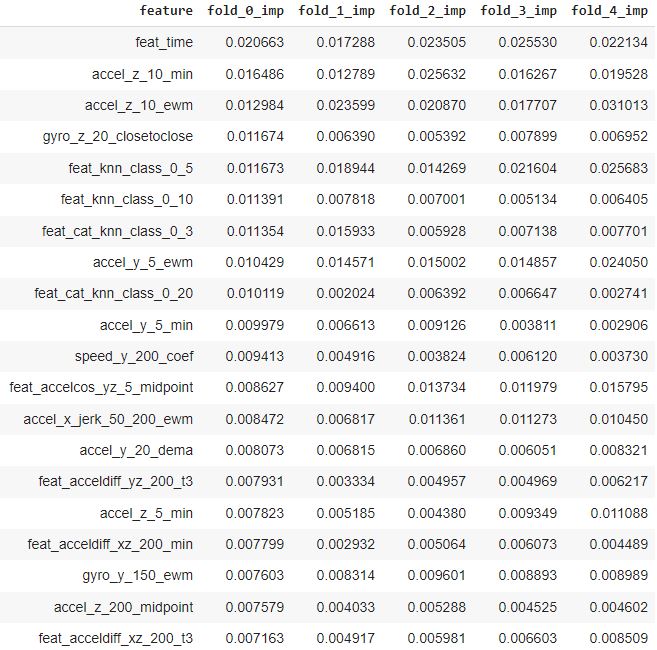 feature fold_0_imp fold_1_imp fold_2_imp fold_3_imp fold_4_imp
feat_time 0.020663 0.017288 0.023505 0.025530 0.022134
accel_z_10_min 0.016486 0.012789 0.025632 0.016267 0.019528
accel_z_10_ewm 0.012984 0.023599 0.020870 0.017707 0.031013
gyro_z_20_closetoclose 0.011674 0.006390 0.005392 0.007899 0.006952
feat_knn_class_0_5 0.011673 0.018944 0.014269 0.021604 0.025683
feat_knn_class_0_10 0.011391 0.007818 0.007001 0.005134 0.006405
feat_cat_knn_class_0_3 0.011354 0.015933 0.005928 0.007138 0.007701
accel_y_5_ewm 0.010429 0.014571 0.015002 0.014857 0.024050
feat_cat_knn_class_0_20 0.010119 0.002024 0.006392 0.006647 0.002741
accel_y_5_min 0.009979 0.006613 0.009126 0.003811 0.002906
speed_y_200_coef 0.009413 0.004916 0.003824 0.006120 0.003730
feat_accelcos_yz_5_midpoint 0.008627 0.009400 0.013734 0.011979 0.015795
accel_x_jerk_50_200_ewm 0.008472 0.006817 0.011361 0.011273 0.010450
accel_y_20_dema 0.008073 0.006815 0.006860 0.006051 0.008321
feat_acceldiff_yz_200_t3 0.007931 0.003334 0.004957 0.004969 0.006217
accel_z_5_min 0.007823 0.005185 0.004380 0.009349 0.011088
feat_acceldiff_xz_200_min 0.007799 0.002932 0.005064 0.006073 0.004489
gyro_y_150_ewm 0.007603 0.008314 0.009601 0.008893 0.008989
accel_z_200_midpoint 0.007579 0.004033 0.005288 0.004525 0.004602
feat_acceldiff_xz_200_t3 0.007163 0.004917 0.005981 0.006603 0.008509